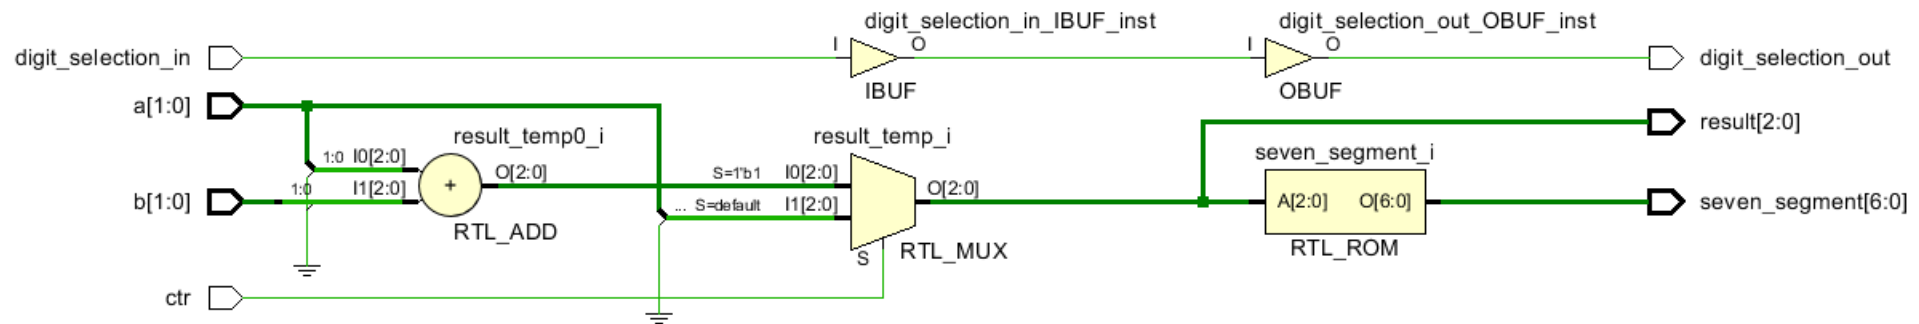 digit_selection_in_IBUF_inst
digit_selection_out_OBUF_inst
digit_selection_in
I
O
I
O
digit_selection_out
IBUF
OBUF
a[1:0]
result[2:0]
result_temp0_i
result_temp_i
seven_segment_i
1:0 I0[2:0]
O[2:0]
S=1'b1 I0[2:0]
+
1:0 I1[2:0]
O[2:0]
b[1:0]
... S=default I1[2:0]
A[2:0] O[6:0]
seven_segment[6:0]
RTL_ADD
S
RTL_MUX
RTL_ROM
ctr